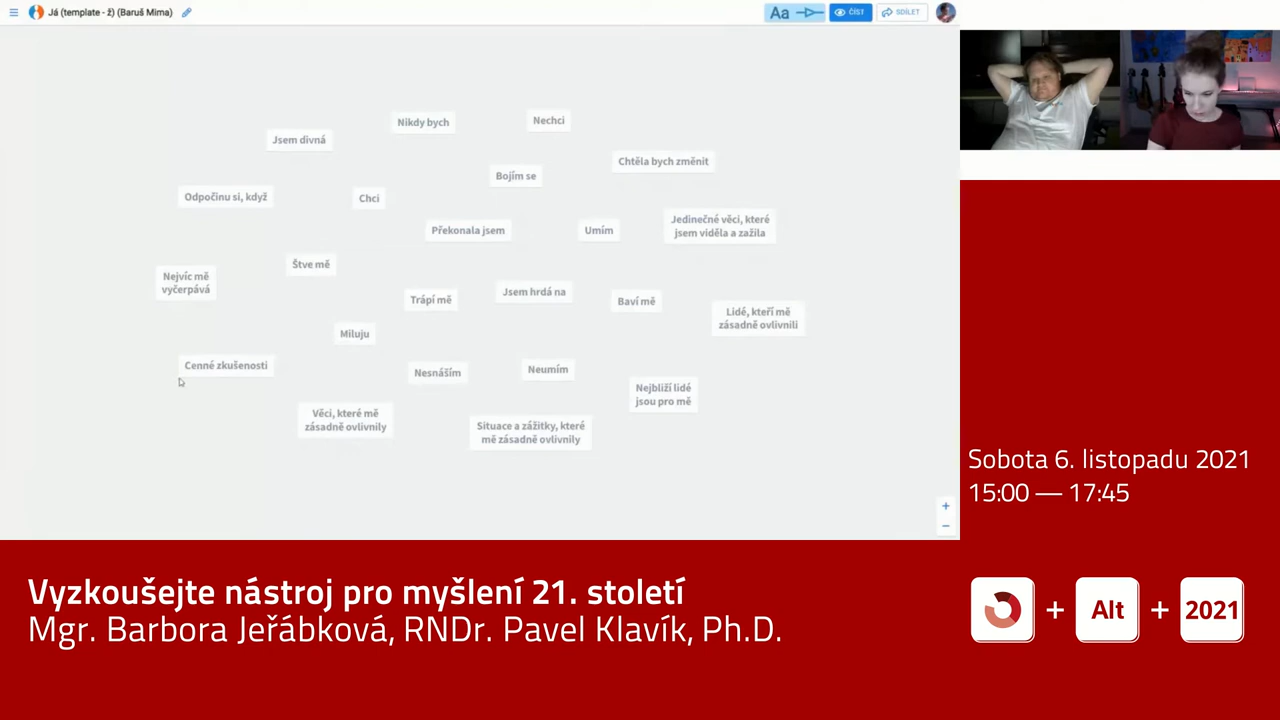 Já (template - ž) (Baruš Mima)
Aa
ČÍST
SDÍLET
Nikdy bych
Nechci
Jsem divná
Chtěla bych změnit
Bojím se
Odpočinu si, když
Chci
Jedinečné věci, které
jsem viděla a zažila
Překonala jsem
Umím
Štve mě
Nejvíc mě
vyčerpává
Trápí mě
Jsem hrdá na
Baví mě
Lidé, kteří mě
zásadně ovlivnili
Miluju
Cenné zkušenosti
Nesnáším
Neumím
Nejbližší lidé
jsou pro mě
Věci, které mě
zásadně ovlivnily
Situace a zážitky, které
mě zásadně ovlivnily
+
−
Sobota 6. listopadu 2021
15:00 — 17:45
Vyzkoušejte nástroj pro myšlení 21. století
Mgr. Barbora Jeřábková, RNDr. Pavel Klavík, Ph.D.
+ Alt + 2021